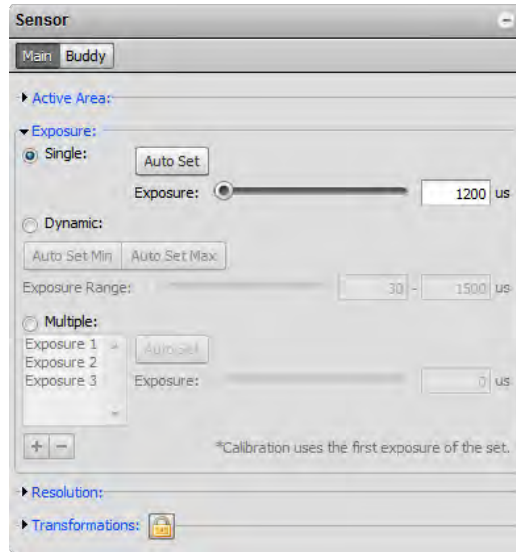 Sensor
Main Buddy
Active Area:
Exposure:
Single: Auto Set
Exposure: 1200 us
Dynamic:
Auto Set Min Auto Set Max
Exposure Range: 30 - 1500 us
Multiple:
Exposure 1 Auto Set
Exposure 2
Exposure 3 Exposure: 0 us
+ − *Calibration uses the first exposure of the set.
Resolution:
Transformations: